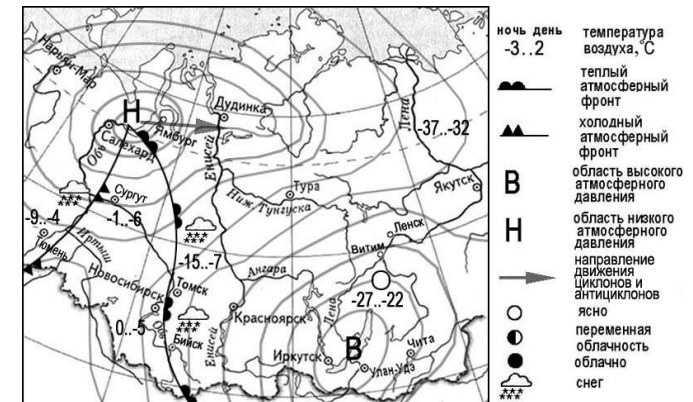 Нарьян-Мар
Н
Дудинка
Ямбург
Салехард
Обь
Енисей
Лена
-37..-32
Якутск
Сургут
-9..-4
-1..-6
Тура
Ниж Тунгуска
Ленск
Витим
Тюмень
Иртыш
-15..-7
Ангара
-27..-22
Новосибирск
Томск
0..-5
Обь
Бийск
Енисей
Красноярск
Лена
Иркутск
В
Чита
Улан-Удэ
ночь день
-3..2
температура
воздуха,°С
теплый
атмосферный
фронт
холодный
атмосферный
фронт
В
область высокого
атмосферного
давления
Н
область низкого
атмосферного
давления
направление
движения
циклонов и
антициклонов
ясно
переменная
облачность
облачно
снег